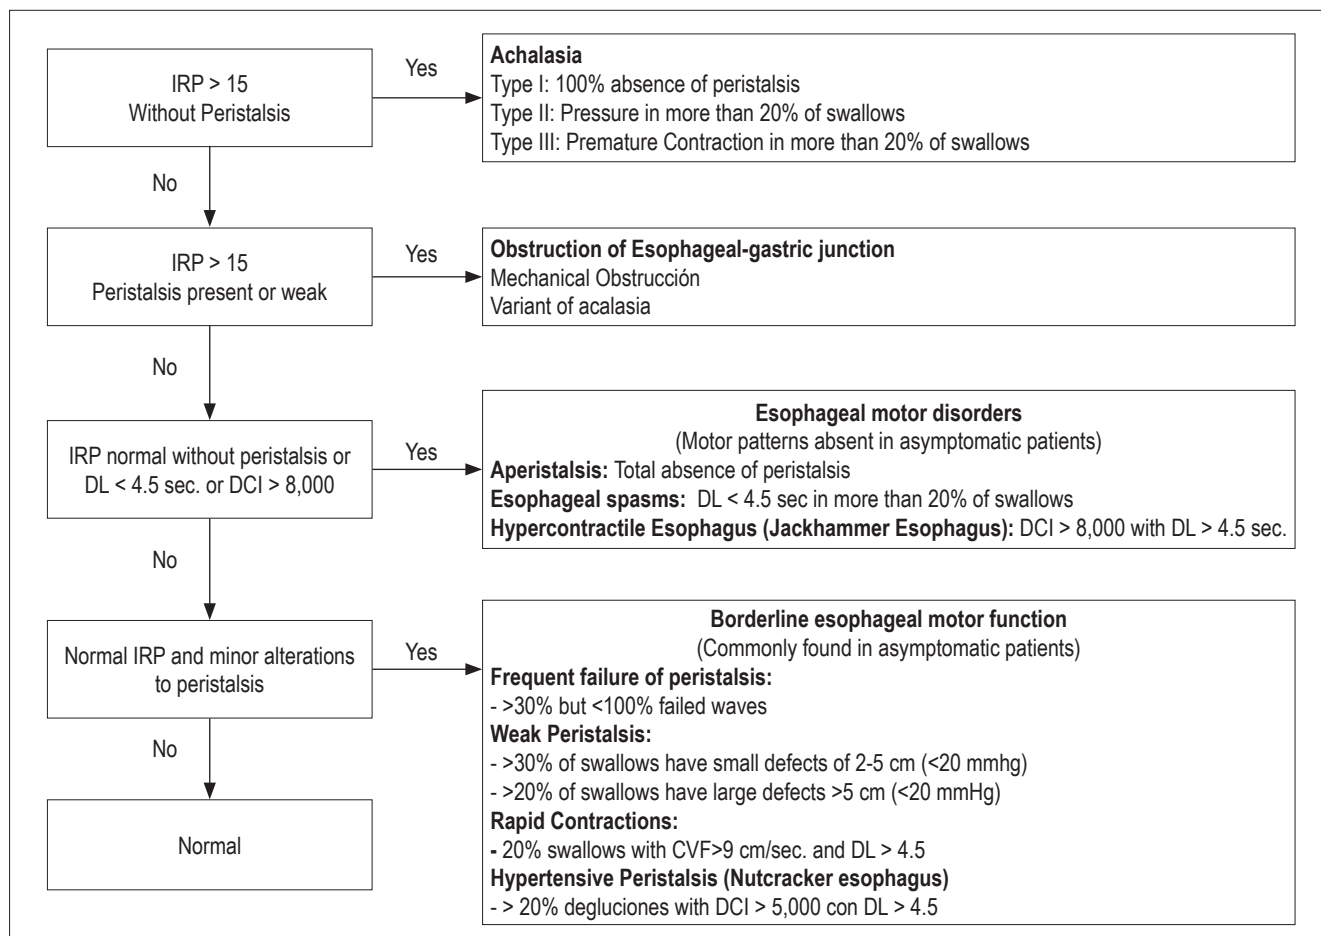 IRP > 15
Without Peristalsis
Yes
Achalasia
Type I: 100% absence of peristalsis
Type II: Pressure in more than 20% of swallows
Type III: Premature Contraction in more than 20% of swallows
No
IRP > 15
Peristalsis present or weak
Yes
Obstruction of Esophageal-gastric junction
Mechanical Obstrucción
Variant of acalasia
No
IRP normal without peristalsis or
DL < 4.5 sec. or DCI > 8,000
Yes
Esophageal motor disorders
(Motor patterns absent in asymptomatic patients)
Aperistalsis: Total absence of peristalsis
Esophageal spasms: DL < 4.5 sec in more than 20% of swallows
Hypercontractile Esophagus (Jackhammer Esophagus): DCI > 8,000 with DL > 4.5 sec.
No
Normal IRP and minor alterations
to peristalsis
Yes
Borderline esophageal motor function
(Commonly found in asymptomatic patients)
Frequent failure of peristalsis:
- >30% but <100% failed waves
Weak Peristalsis:
- >30% of swallows have small defects of 2-5 cm (<20 mmhg)
- >20% of swallows have large defects >5 cm (<20 mmHg)
Rapid Contractions:
- 20% swallows with CVF>9 cm/sec. and DL > 4.5
Hypertensive Peristalsis (Nutcracker esophagus)
- > 20% degluciones with DCI > 5,000 con DL > 4.5
No
Normal